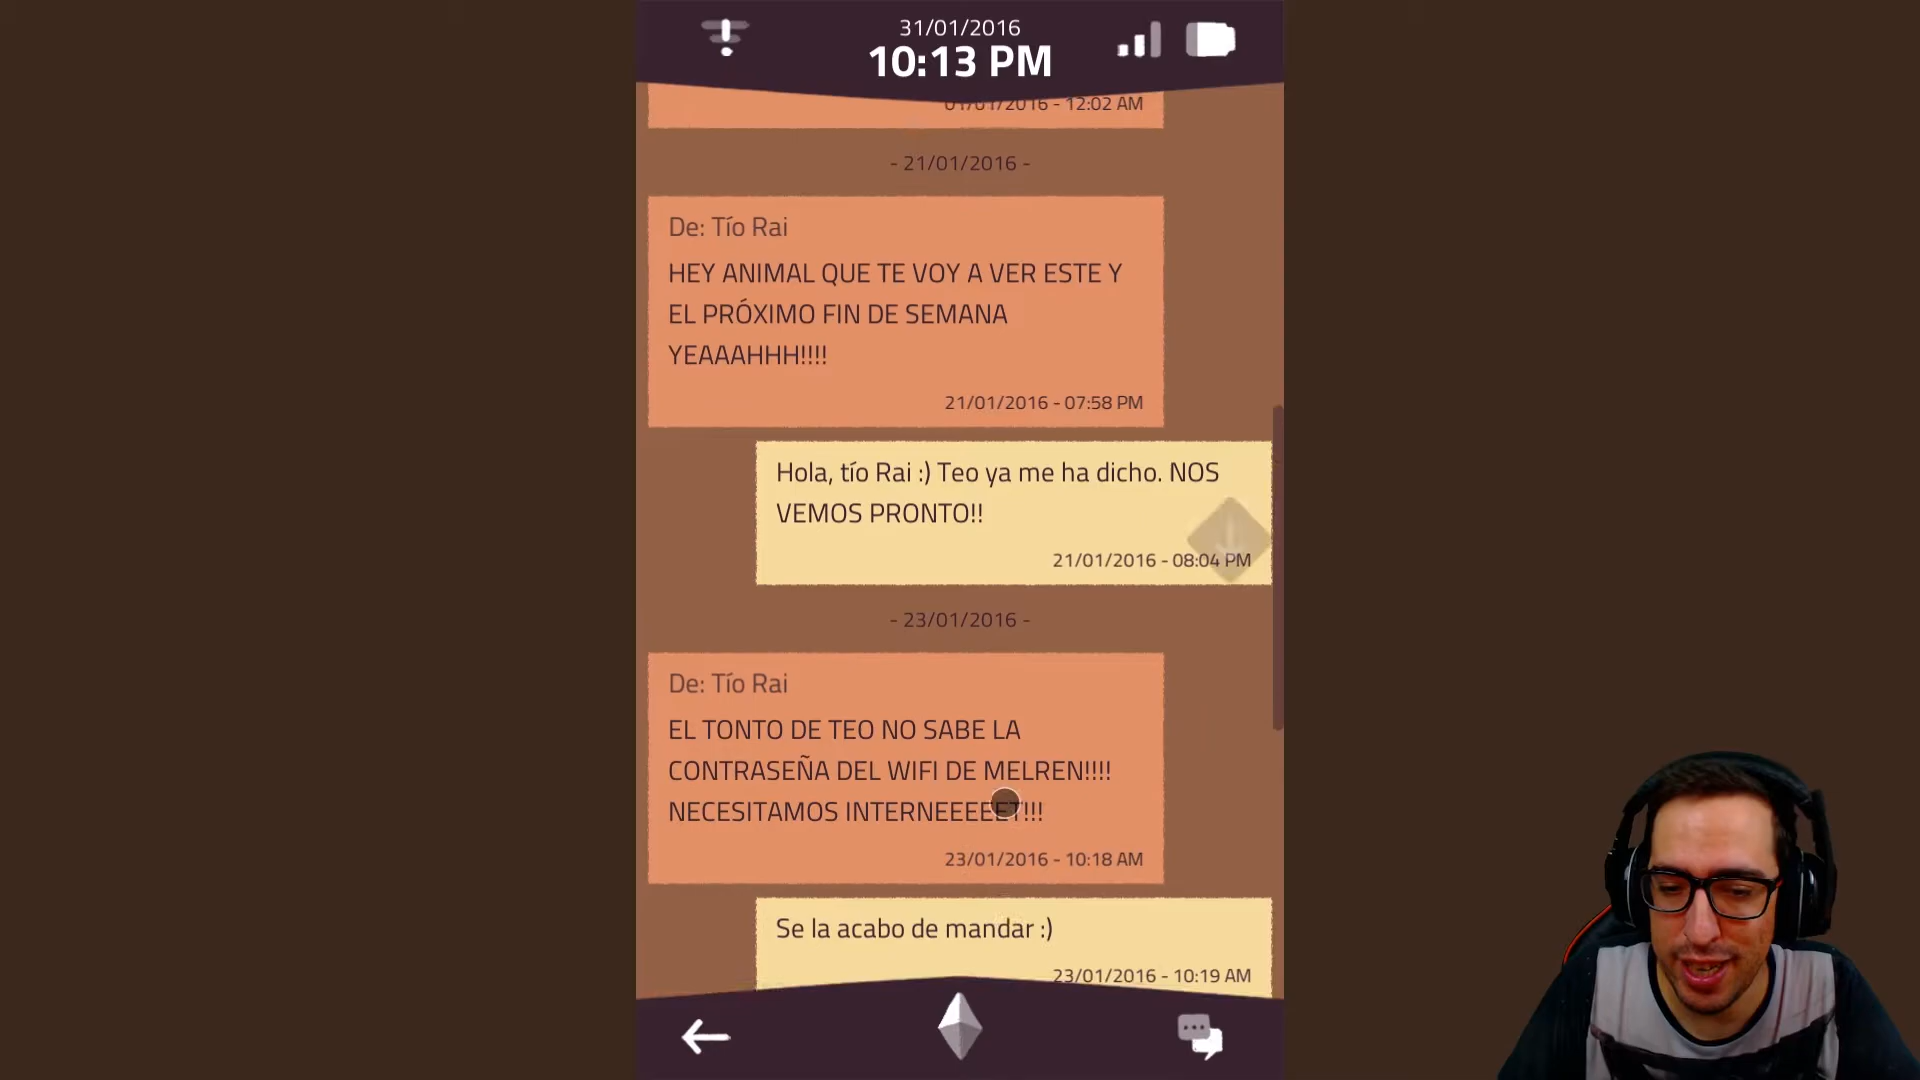 31/01/2016
10:13 PM
01/01/2016 - 12:02 AM
- 21/01/2016 -
De: Tío Rai
HEY ANIMAL QUE TE VOY A VER ESTE Y
EL PRÓXIMO FIN DE SEMANA
YEAAAHHH!!!!
21/01/2016 - 07:58 PM
Hola, tío Rai :) Teo ya me ha dicho. NOS
VEMOS PRONTO!!
21/01/2016 - 08:04 PM
- 23/01/2016 -
De: Tío Rai
EL TONTO DE TEO NO SABE LA
CONTRASEÑA DEL WIFI DE MELREN!!!!
NECESITAMOS INTERNEEEEET!!!
23/01/2016 - 10:18 AM
Se la acabo de mandar :)
23/01/2016 - 10:19 AM